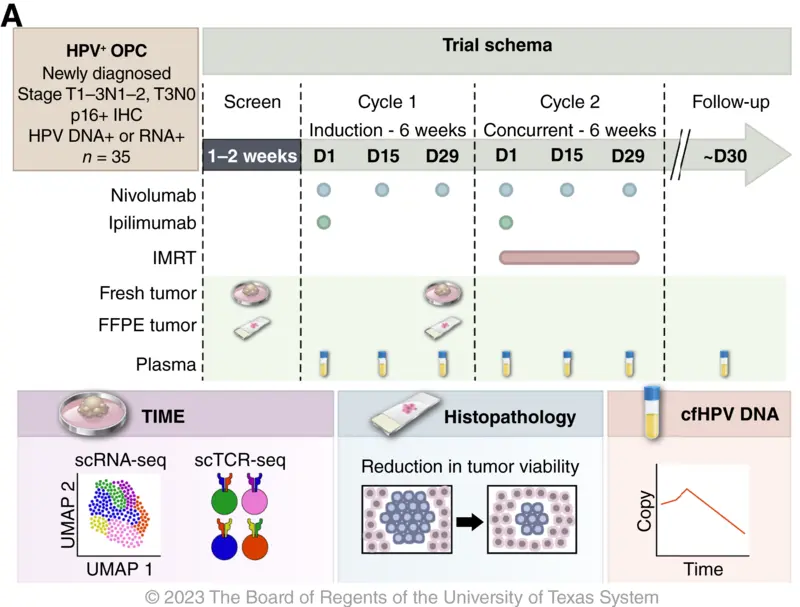 A
HPV+ OPC
Newly diagnosed
Stage T1–3N1–2, T3N0
p16+ IHC
HPV DNA+ or RNA+
n = 35
Trial schema
Screen
Cycle 1
Cycle 2
Follow-up
Induction - 6 weeks
Concurrent - 6 weeks
1–2 weeks
D1
D15
D29
D1
D15
D29
~D30
Nivolumab
Ipilimumab
IMRT
Fresh tumor
FFPE tumor
Plasma
TIME
scRNA-seq
scTCR-seq
UMAP 2
UMAP 1
Histopathology
Reduction in tumor viability
cfHPV DNA
Copy
Time
© 2023 The Board of Regents of the University of Texas System